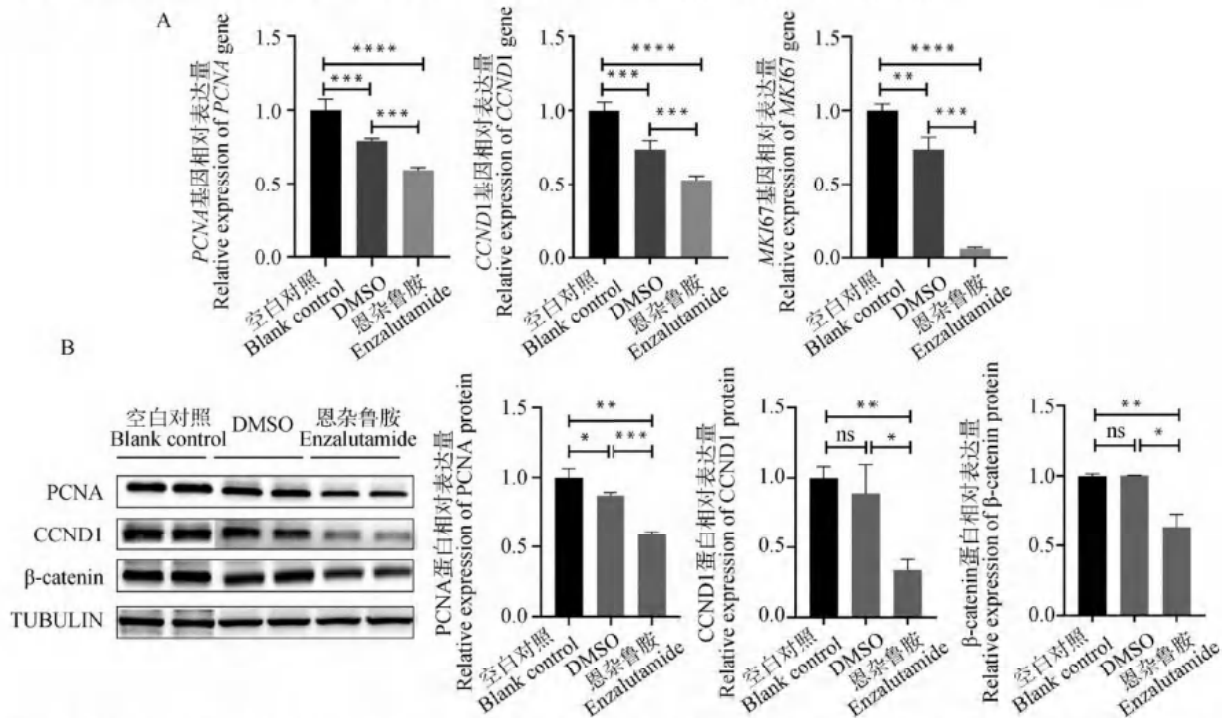 A
PCNA基因相对表达量
Relative expression of PCNA gene
1.5
1.0
0.5
0.0
****
***
***
空白对照
Blank control
DMSO
恩杂鲁胺
Enzalutamide
CCND1基因相对表达量
Relative expression of CCND1 gene
1.5
1.0
0.5
0.0
****
***
***
空白对照
Blank control
DMSO
恩杂鲁胺
Enzalutamide
MKI67基因相对表达量
Relative expression of MKI67 gene
1.5
1.0
0.5
0.0
****
**
***
空白对照
Blank control
DMSO
恩杂鲁胺
Enzalutamide
B
空白对照
Blank control
DMSO
恩杂鲁胺
Enzalutamide
PCNA
CCND1
β-catenin
TUBULIN
PCNA蛋白相对表达量
Relative expression of PCNA protein
1.5
1.0
0.5
0.0
**
*
***
空白对照
Blank control
DMSO
恩杂鲁胺
Enzalutamide
CCND1蛋白相对表达量
Relative expression of CCND1 protein
1.5
1.0
0.5
0.0
**
ns
*
空白对照
Blank control
DMSO
恩杂鲁胺
Enzalutamide
β-catenin蛋白相对表达量
Relative expression of β-catenin protein
1.5
1.0
0.5
0.0
**
ns
*
空白对照
Blank control
DMSO
恩杂鲁胺
Enzalutamide